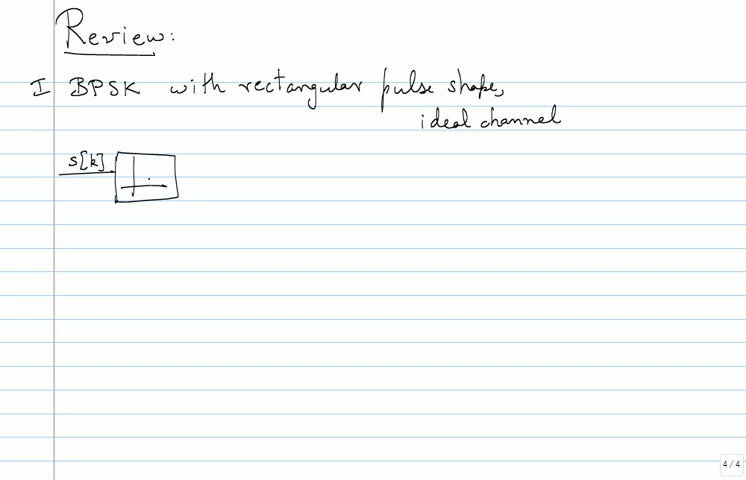 Review:
I BPSK with rectangular pulse shape,
ideal channel
s[k]
4 / 4